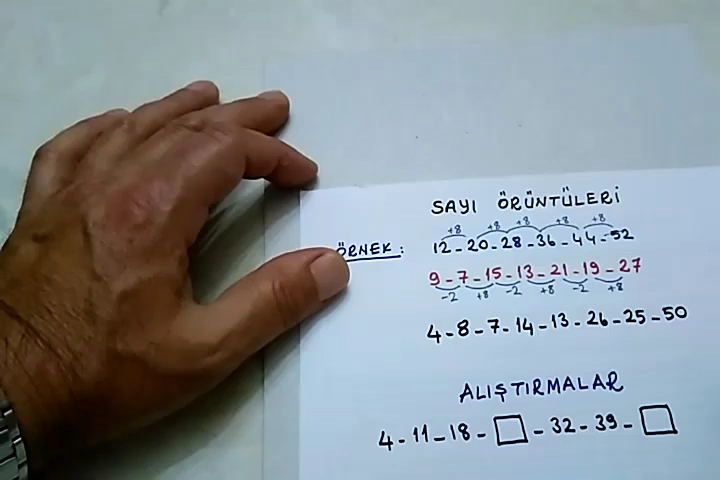 SAYI ÖRÜNTÜLERİ
+8 +8 +8 +8 +8
ÖRNEK: 12-20-28-36-44-52
9-7-15-13-21-19-27
-2 +8 -2 +8 -2 +8
4-8-7-14-13-26-25-50
ALIŞTIRMALAR
4-11-18-□-32-39-□